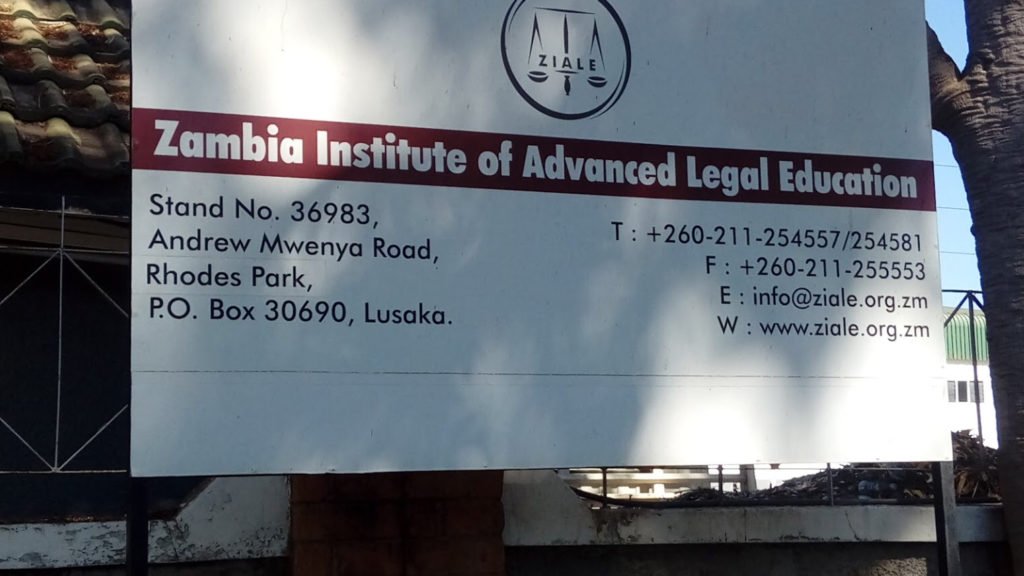 ZIALE
Zambia Institute of Advanced Legal Education
Stand No. 36983,
Andrew Mwenya Road,
Rhodes Park,
P.O. Box 30690, Lusaka.
T : +260-211-254557/254581
F : +260-211-255553
E : info@ziale.org.zm
W : www.ziale.org.zm